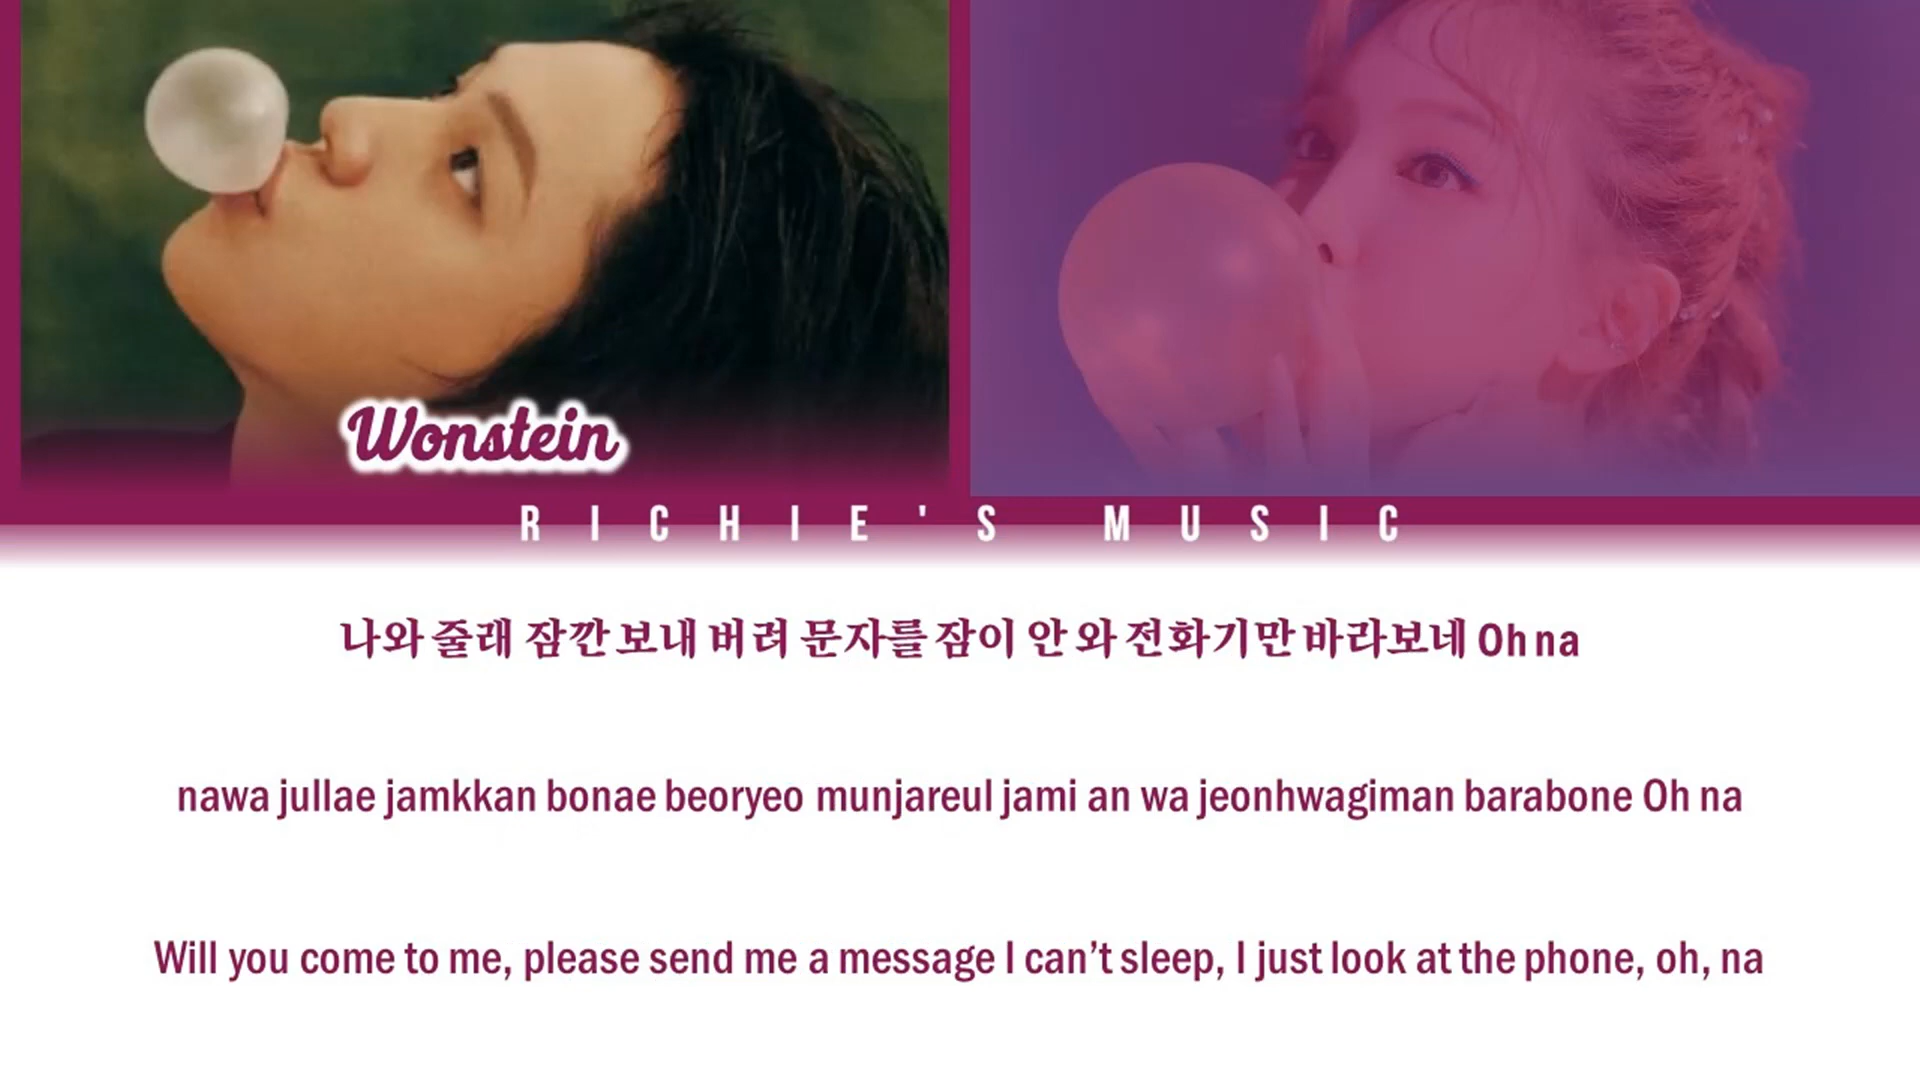 Wonstein
RICHIE'S MUSIC
나와 줄래 잠깐 보내 버려 문자를 잠이 안 와 전화기만 바라보네 Oh na
nawa jullae jamkkan bonae beoryeo munjareul jami an wa jeonhwagiman barabone Oh na
Will you come to me, please send me a message I can’t sleep, I just look at the phone, oh, na